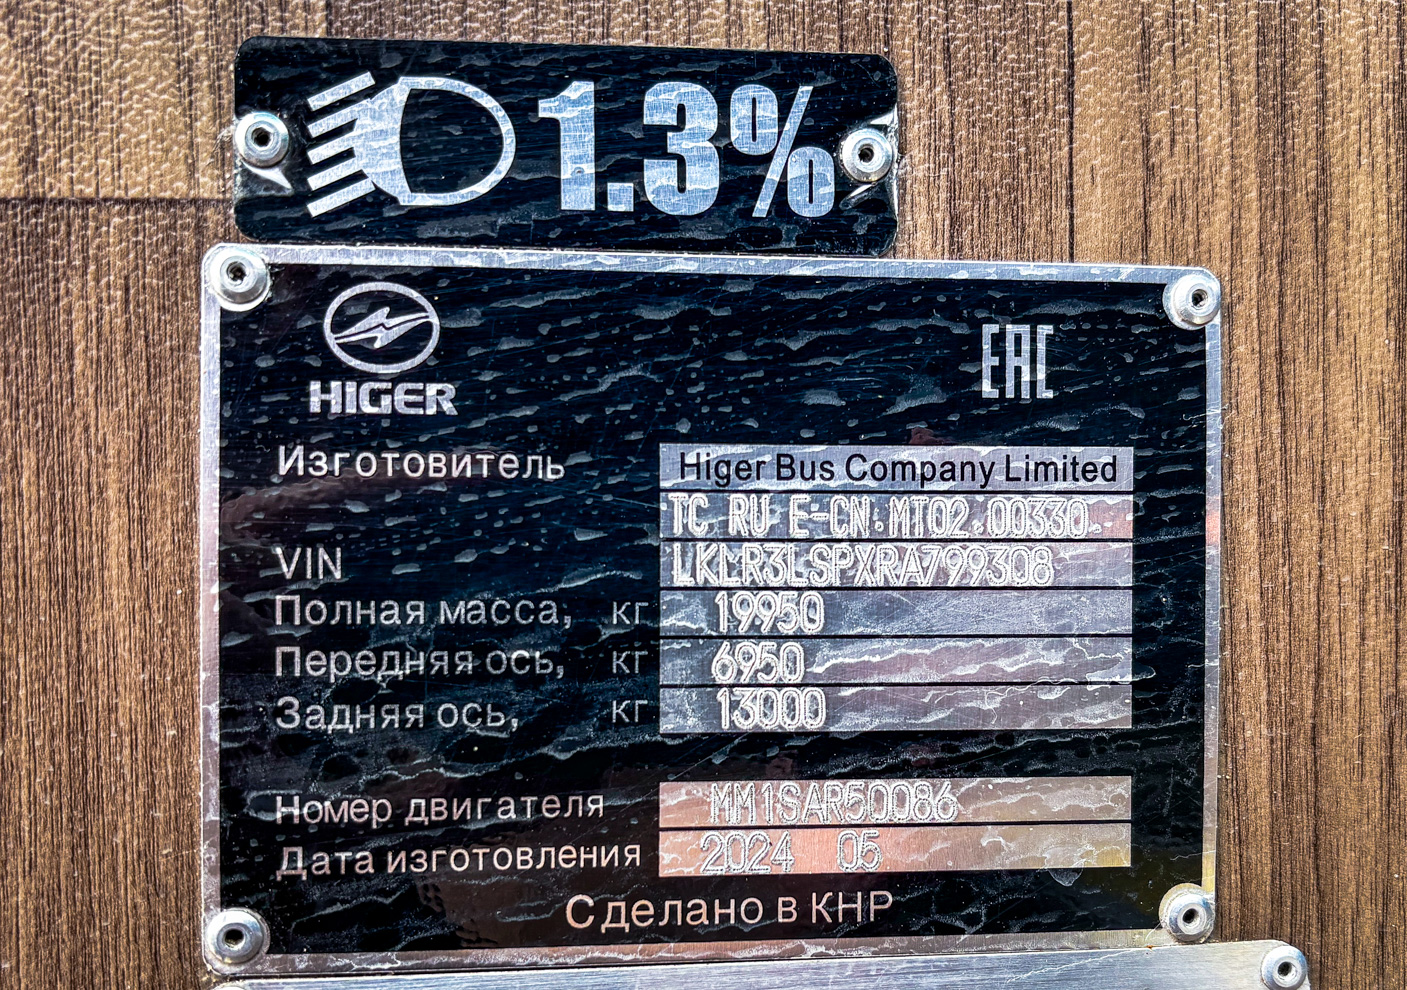 1.3%
HIGER
EAC
Изготовитель Higer Bus Company Limited
TC RU E-CN.MT02.00330.
VIN LKLR3LSPXRA799308
Полная масса, кг 19950
Передняя ось, кг 6950
Задняя ось, кг 13000
Номер двигателя MM1SAR50086
Дата изготовления 2024 05
Сделано в КНР